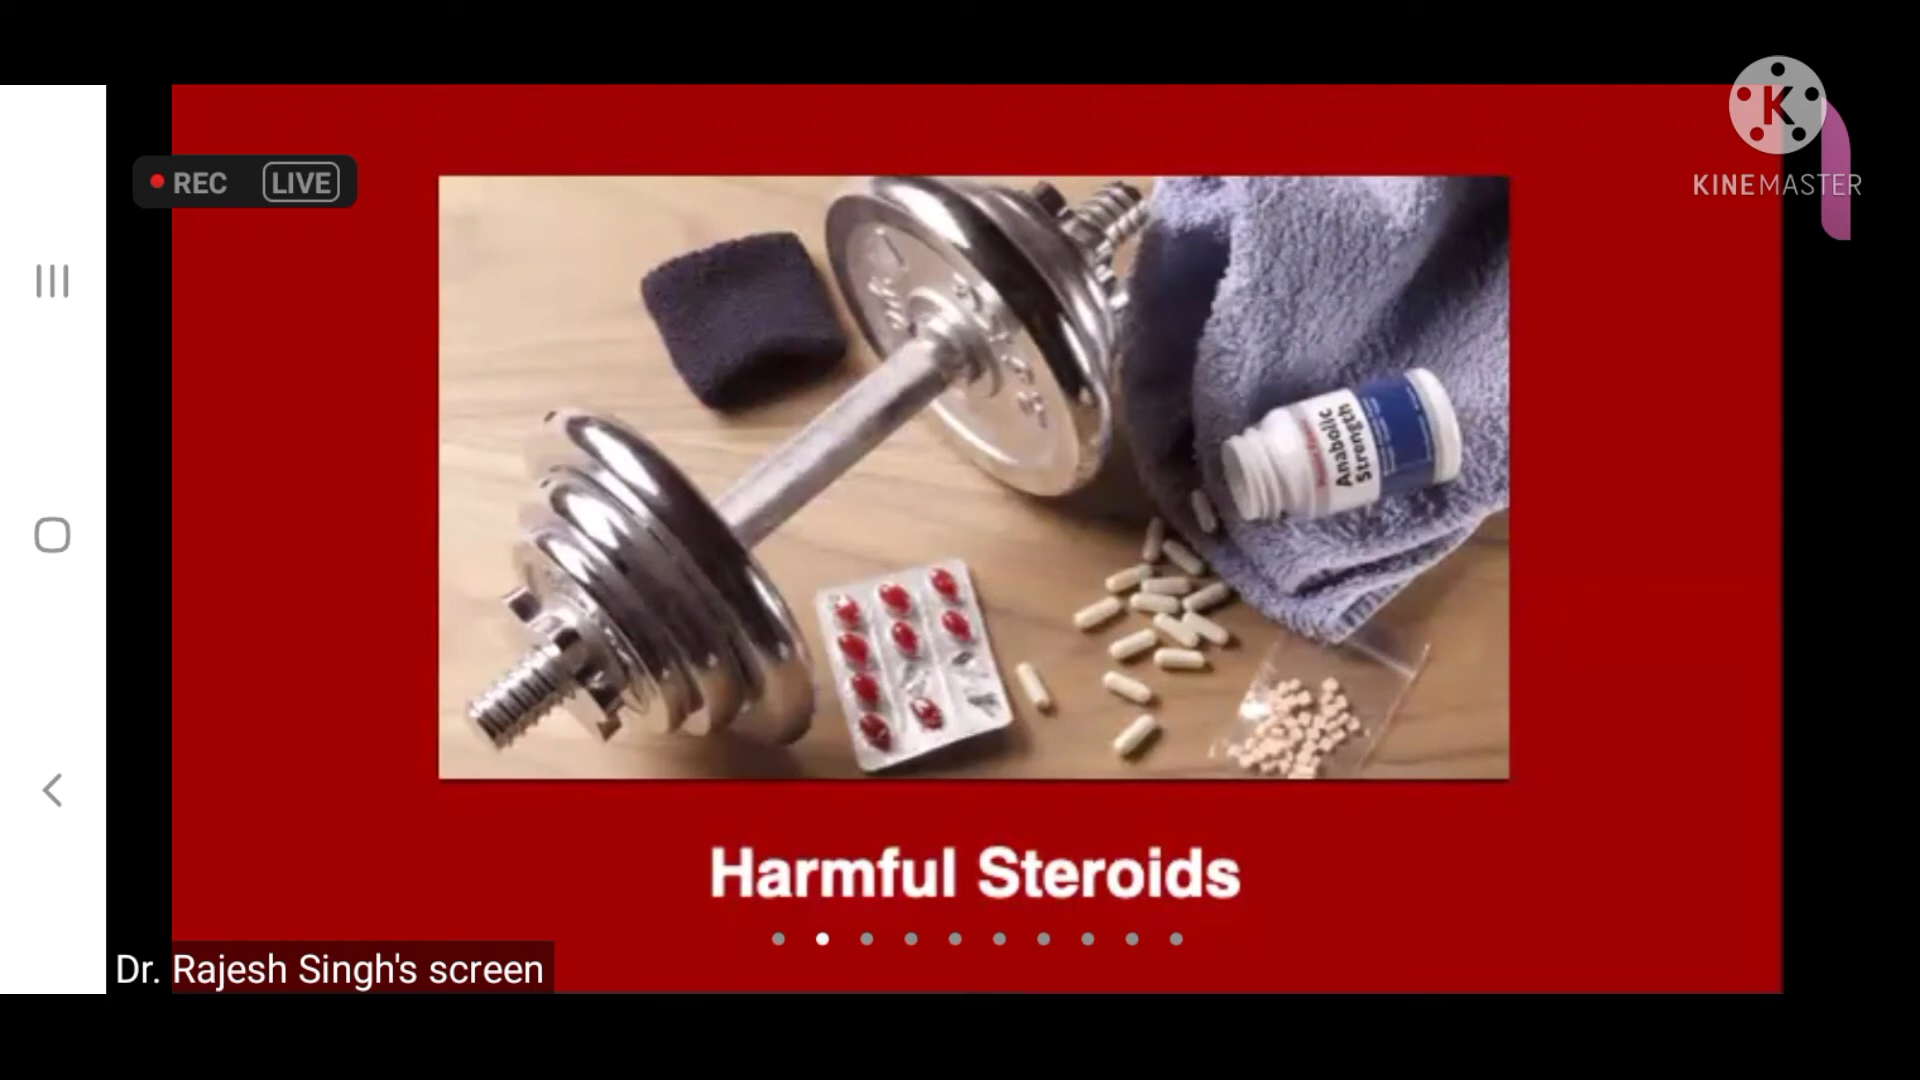 REC LIVE
K
KINEMASTER
Anabolic
Strength
Harmful Steroids
Dr. Rajesh Singh's screen